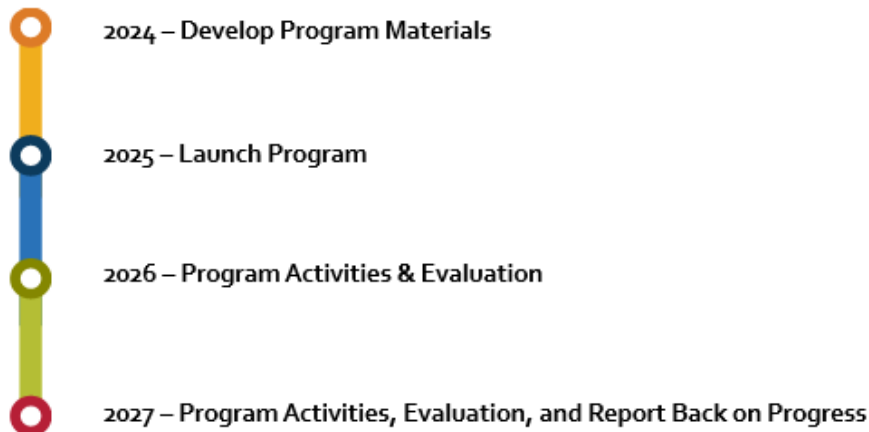 2024 – Develop Program Materials
2025 – Launch Program
2026 – Program Activities & Evaluation
2027 – Program Activities, Evaluation, and Report Back on Progress